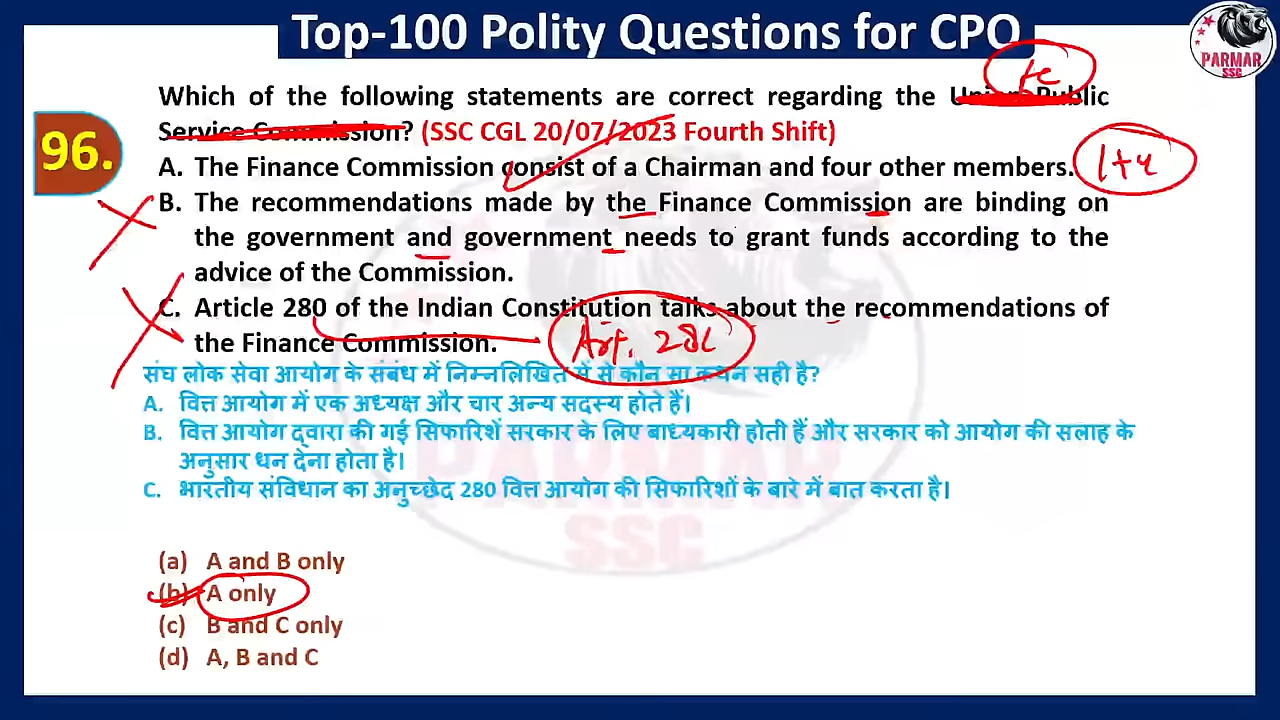 Top-100 Polity Questions for CPO
PARMAR
SSC
fc
Which of the following statements are correct regarding the Union Public
Service Commission? (SSC CGL 20/07/2023 Fourth Shift)
96.
A. The Finance Commission consist of a Chairman and four other members.
1+4
B. The recommendations made by the Finance Commission are binding on
the government and government needs to grant funds according to the
advice of the Commission.
C. Article 280 of the Indian Constitution talks about the recommendations of
the Finance Commission.
Art. 281
संघ लोक सेवा आयोग के संबंध में निम्नलिखित में से कौन सा कथन सही है?
A. वित्त आयोग में एक अध्यक्ष और चार अन्य सदस्य होते हैं।
B. वित्त आयोग द्वारा की गई सिफारिशें सरकार के लिए बाध्यकारी होती हैं और सरकार को आयोग की सलाह के
अनुसार धन देना होता है।
C. भारतीय संविधान का अनुच्छेद 280 वित्त आयोग की सिफारिशों के बारे में बात करता है।
PARMAR
SSC
(a) A and B only
(b) A only
(c) B and C only
(d) A, B and C